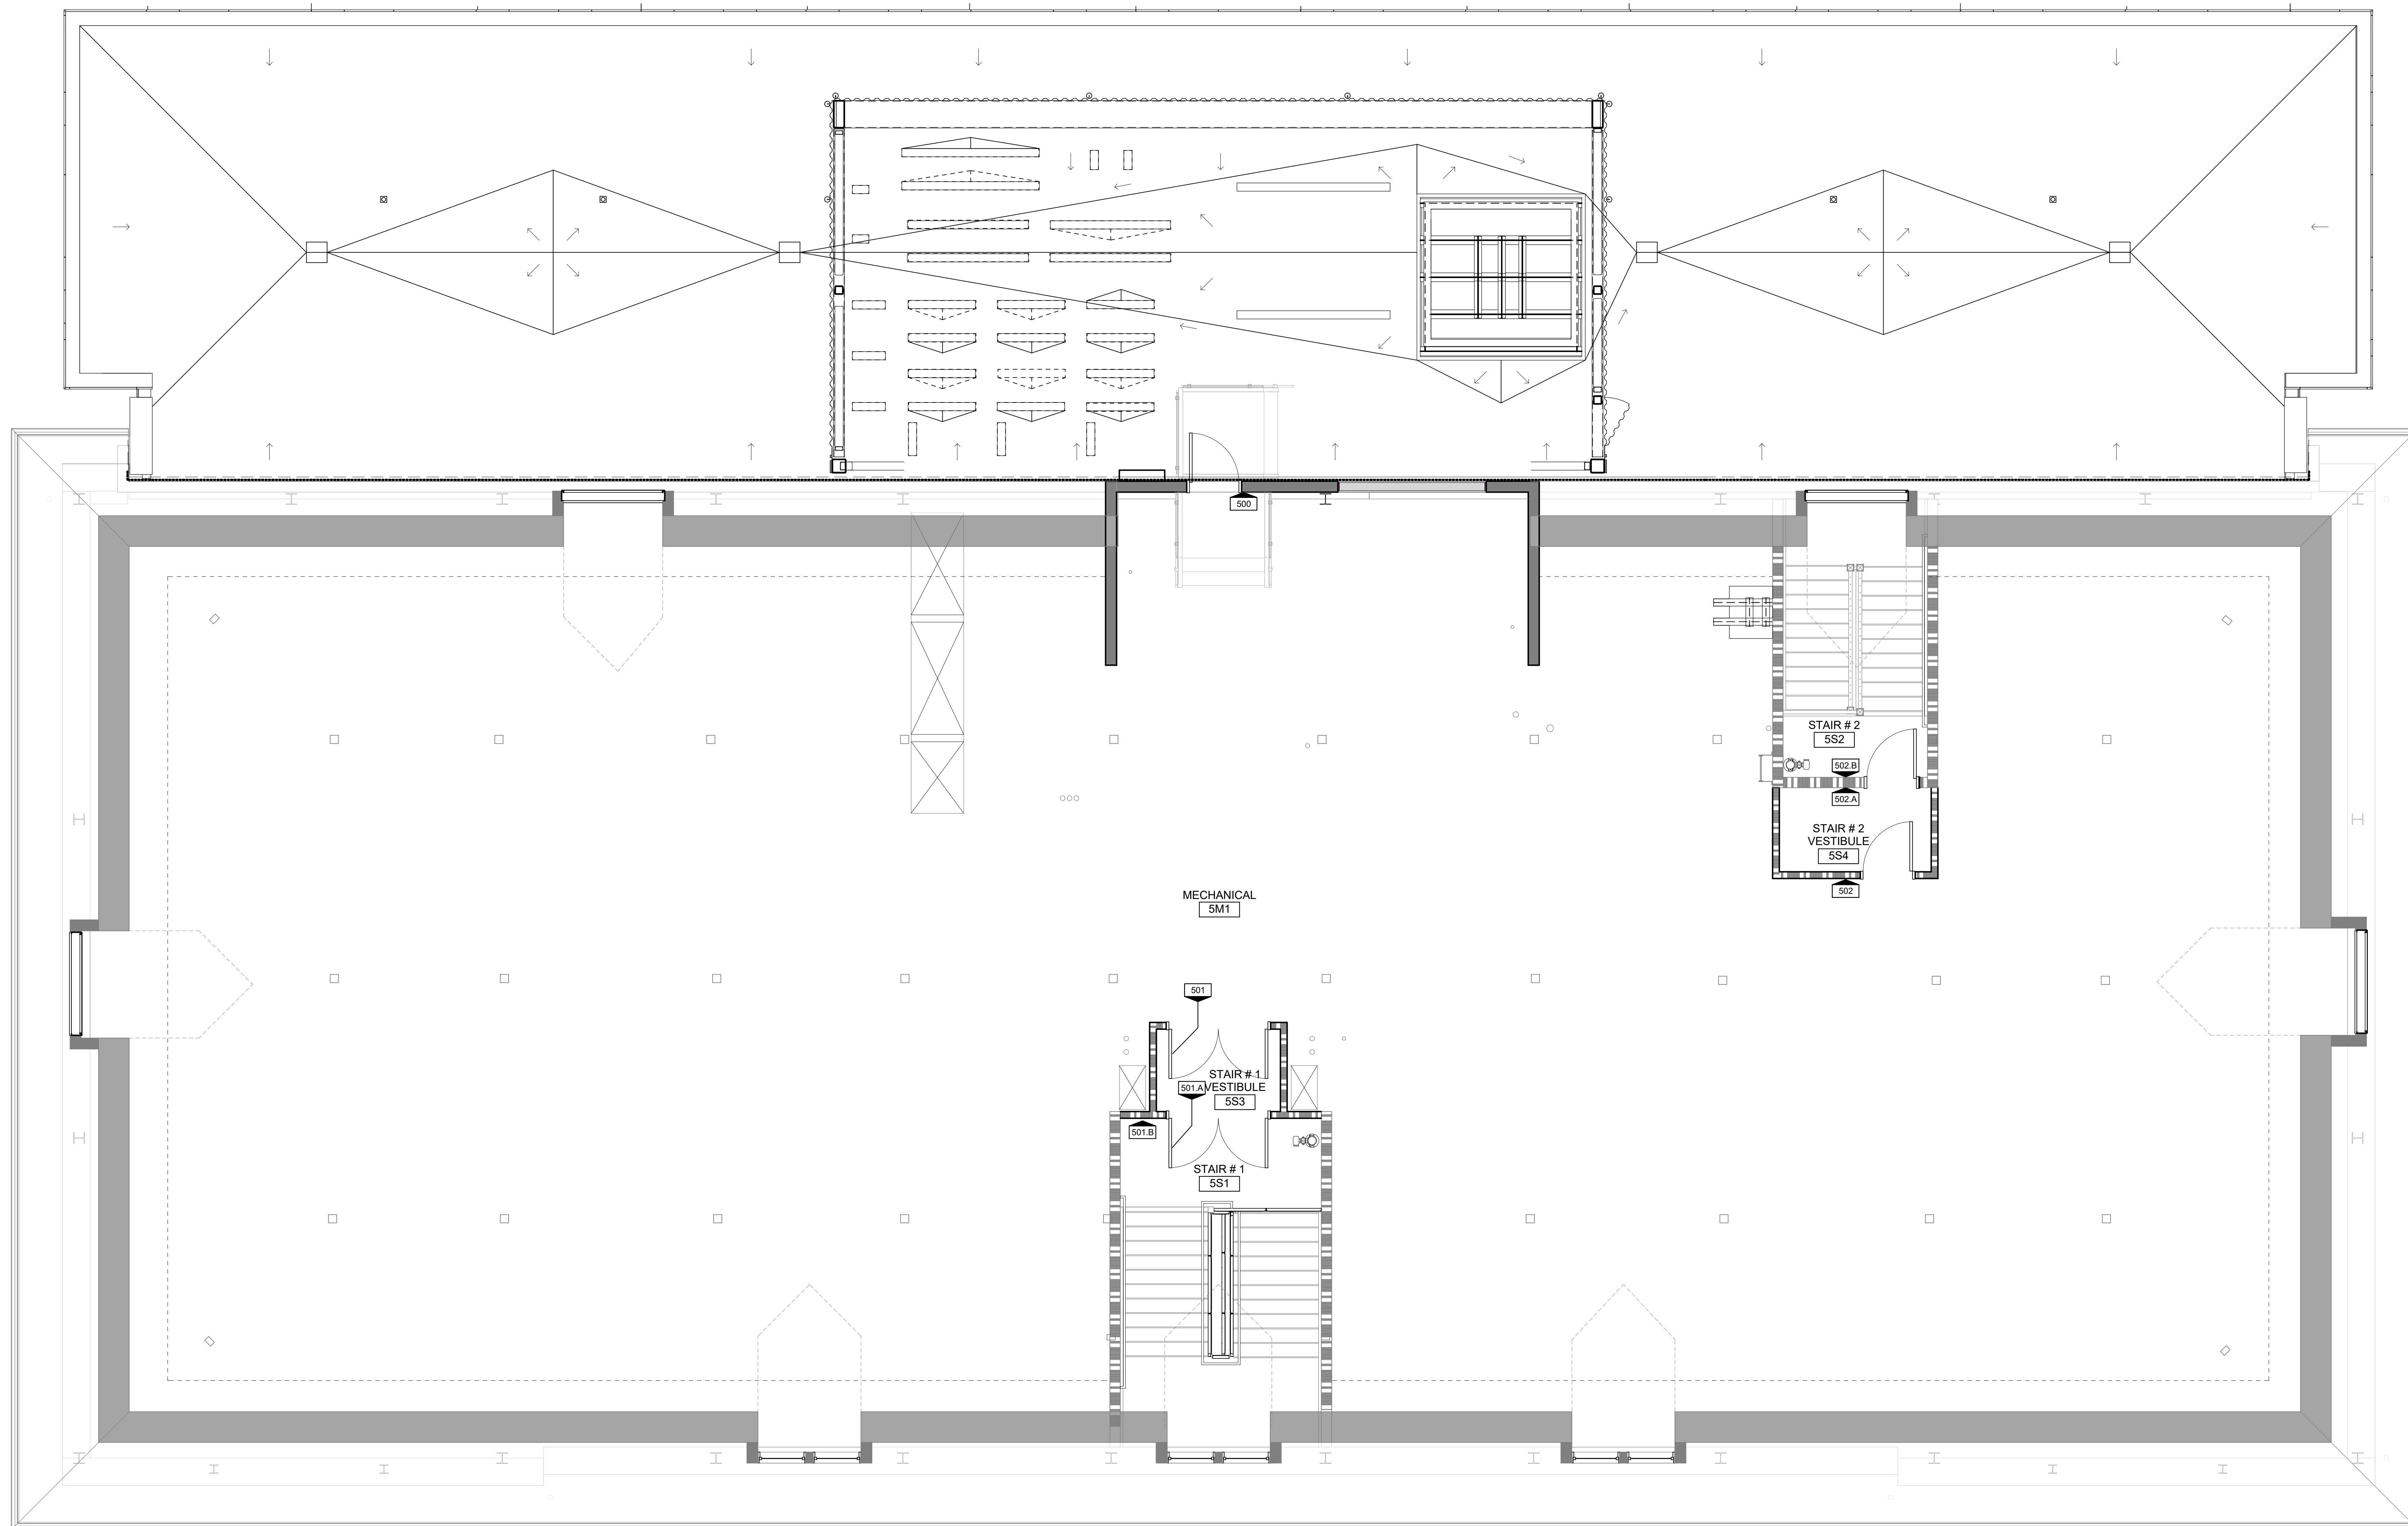 500
STAIR # 2
5S2
502.B
502.A
STAIR # 2
VESTIBULE
5S4
502
MECHANICAL
5M1
501
STAIR # 1
VESTIBULE
501.A
5S3
501.B
STAIR # 1
5S1